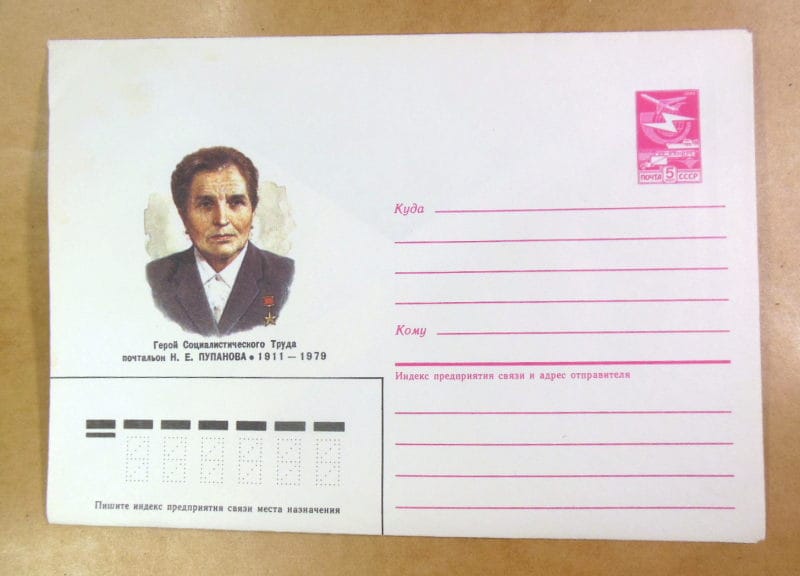 ПОЧТА 5 СССР
Куда
Кому
Герой Социалистического Труда
почтальон Н. Е. ПУПАНОВА • 1911 — 1979
Индекс предприятия связи и адрес отправителя
Пишите индекс предприятия связи места назначения